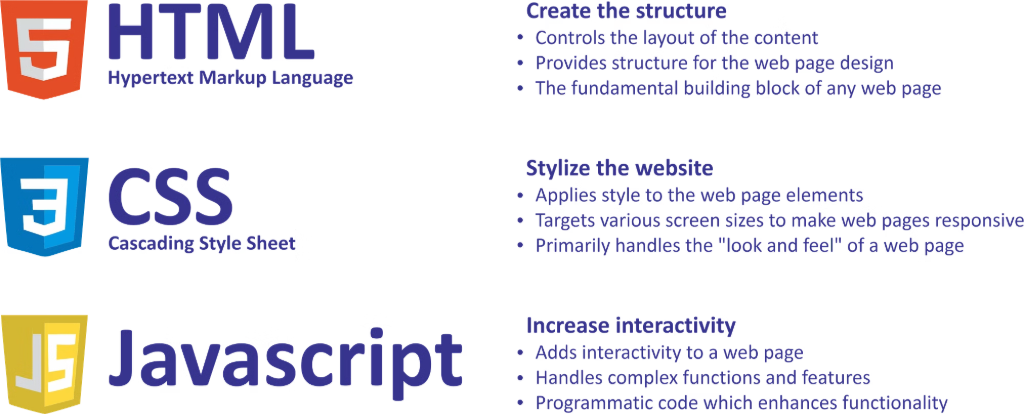 5
HTML
Hypertext Markup Language
Create the structure
• Controls the layout of the content
• Provides structure for the web page design
• The fundamental building block of any web page
3
CSS
Cascading Style Sheet
Stylize the website
• Applies style to the web page elements
• Targets various screen sizes to make web pages responsive
• Primarily handles the "look and feel" of a web page
JS
Javascript
Increase interactivity
• Adds interactivity to a web page
• Handles complex functions and features
• Programmatic code which enhances functionality